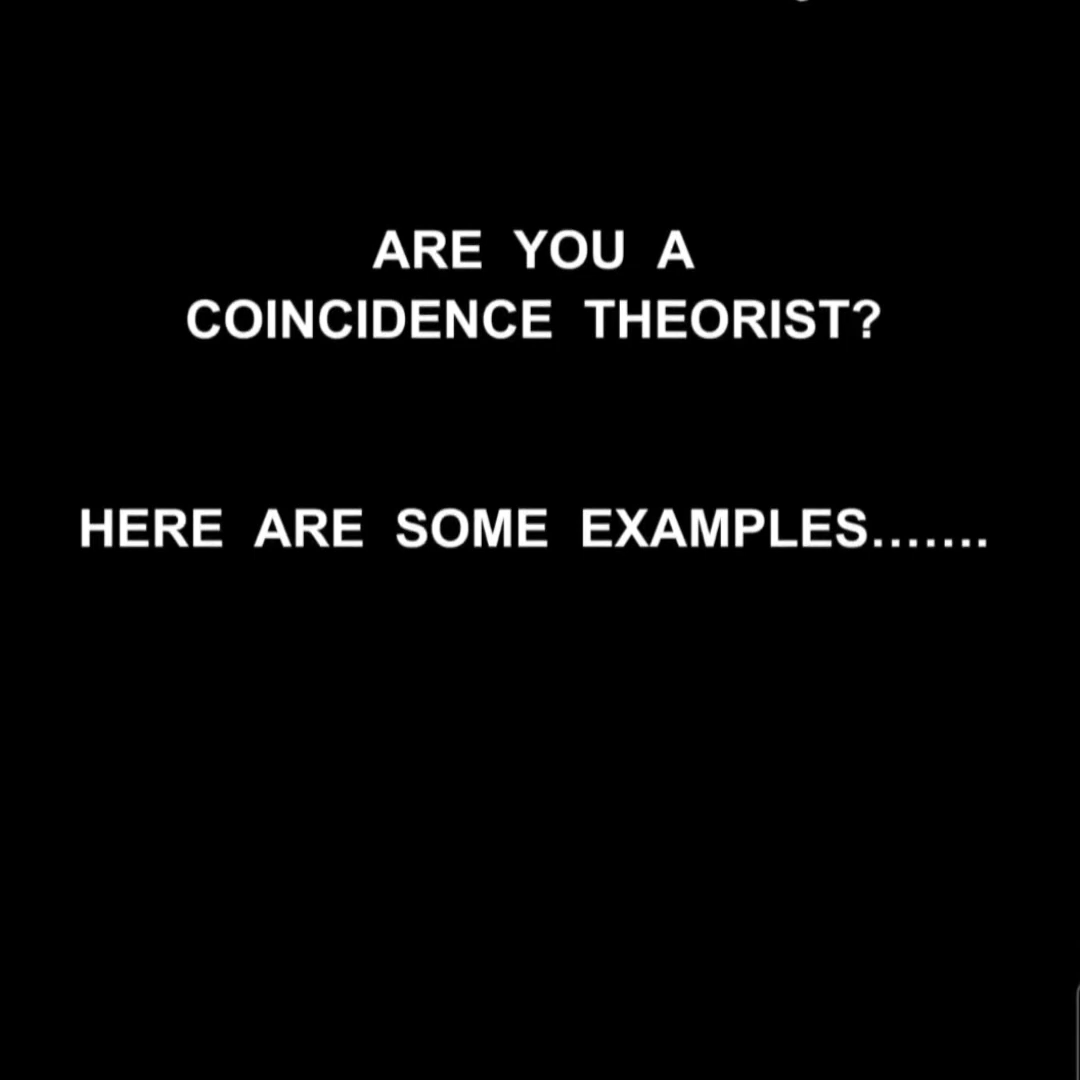 ARE YOU A
COINCIDENCE THEORIST?
HERE ARE SOME EXAMPLES.......